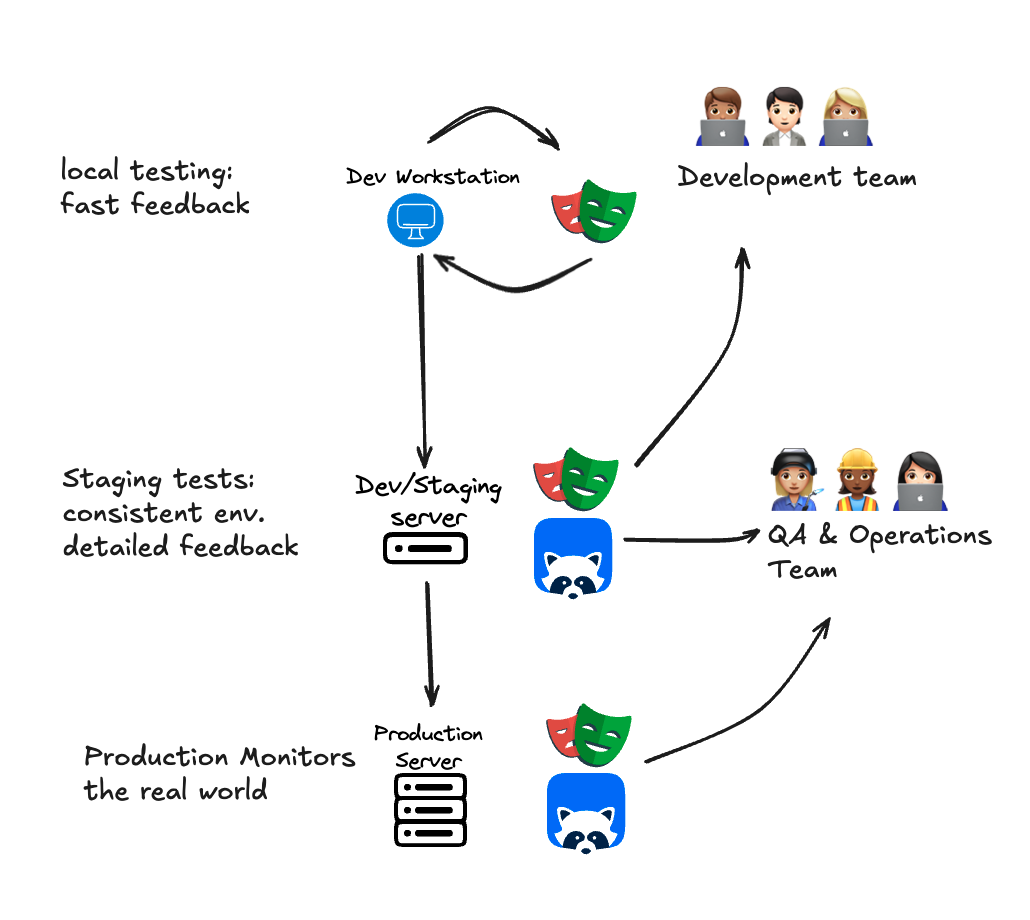 local testing:
fast feedback
Dev Workstation
Development team
Staging tests:
consistent env.
detailed feedback
Dev/Staging
server
QA & Operations
Team
Production Monitors
the real world
Production
Server